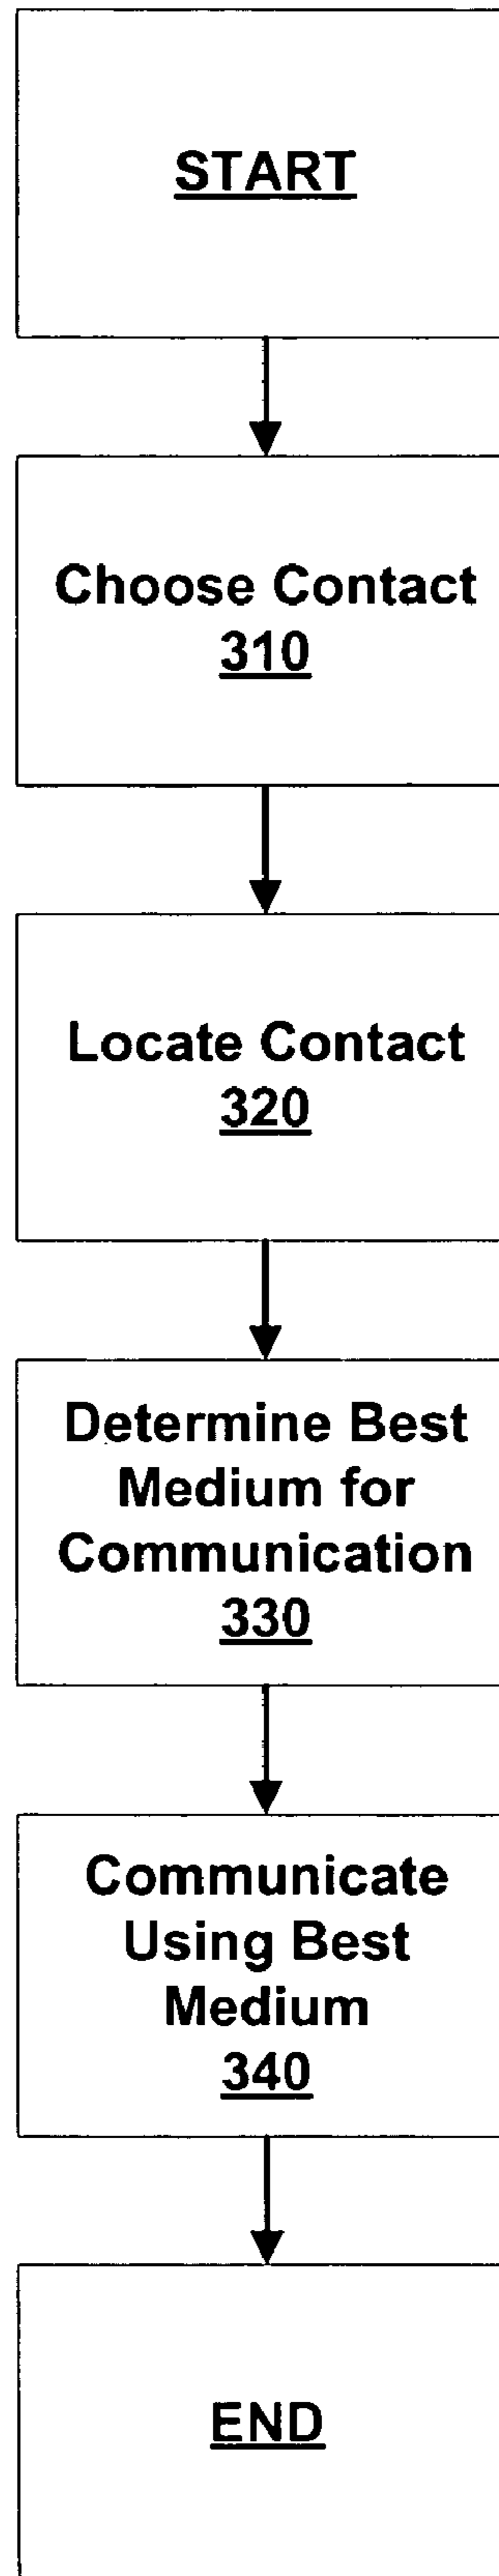 START
Choose Contact
310
Locate Contact
320
Determine Best
Medium for
Communication
330
Communicate
Using Best
Medium
340
END